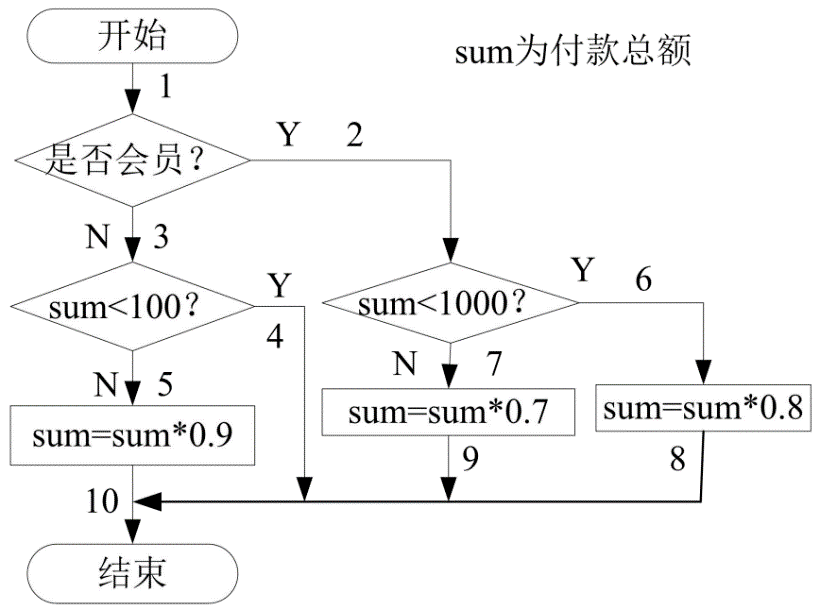 开始
sum为付款总额
1
是否会员？
Y 2
N 3
sum<100？
Y
4
sum<1000？
Y 6
N 5
N 7
sum=sum*0.9
sum=sum*0.7
sum=sum*0.8
9
8
10
结束